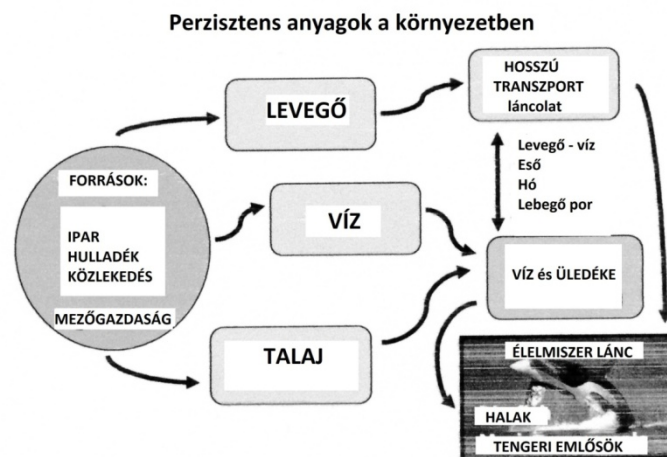 Perzisztens anyagok a környezetben
LEVEGŐ
HOSSZÚ
TRANSZPORT
láncolat
Levegő - víz
Eső
Hó
Lebegő por
FORRÁSOK:
IPAR
HULLADÉK
KÖZLEKEDÉS
MEZŐGAZDASÁG
VÍZ
VÍZ és ÜLEDÉKE
TALAJ
ÉLELMISZER LÁNC
HALAK
TENGERI EMLŐSÖK